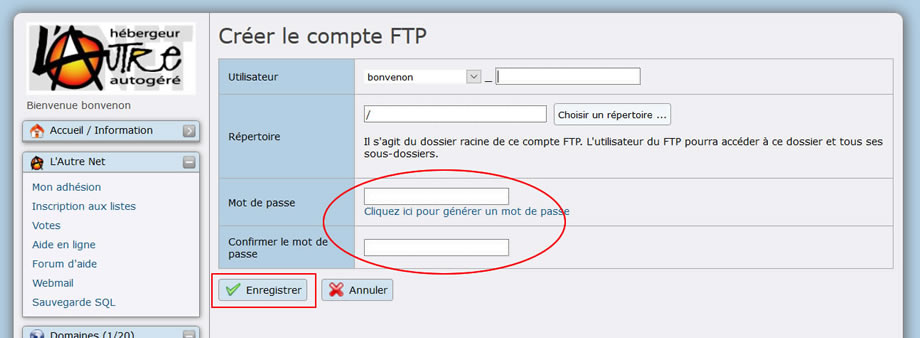 hébergeur
L'AUTRE
autogéré
Bienvenue bonvenon
Accueil / Information
L'Autre Net
Mon adhésion
Inscription aux listes
Votes
Aide en ligne
Forum d'aide
Webmail
Sauvegarde SQL
Domaines (1/20)
Créer le compte FTP
Utilisateur
bonvenon _
Répertoire
/ Choisir un répertoire ...
Il s'agit du dossier racine de ce compte FTP. L'utilisateur du FTP pourra accéder à ce dossier et tous ses
sous-dossiers.
Mot de passe
Cliquez ici pour générer un mot de passe
Confirmer le mot de
passe
Enregistrer Annuler